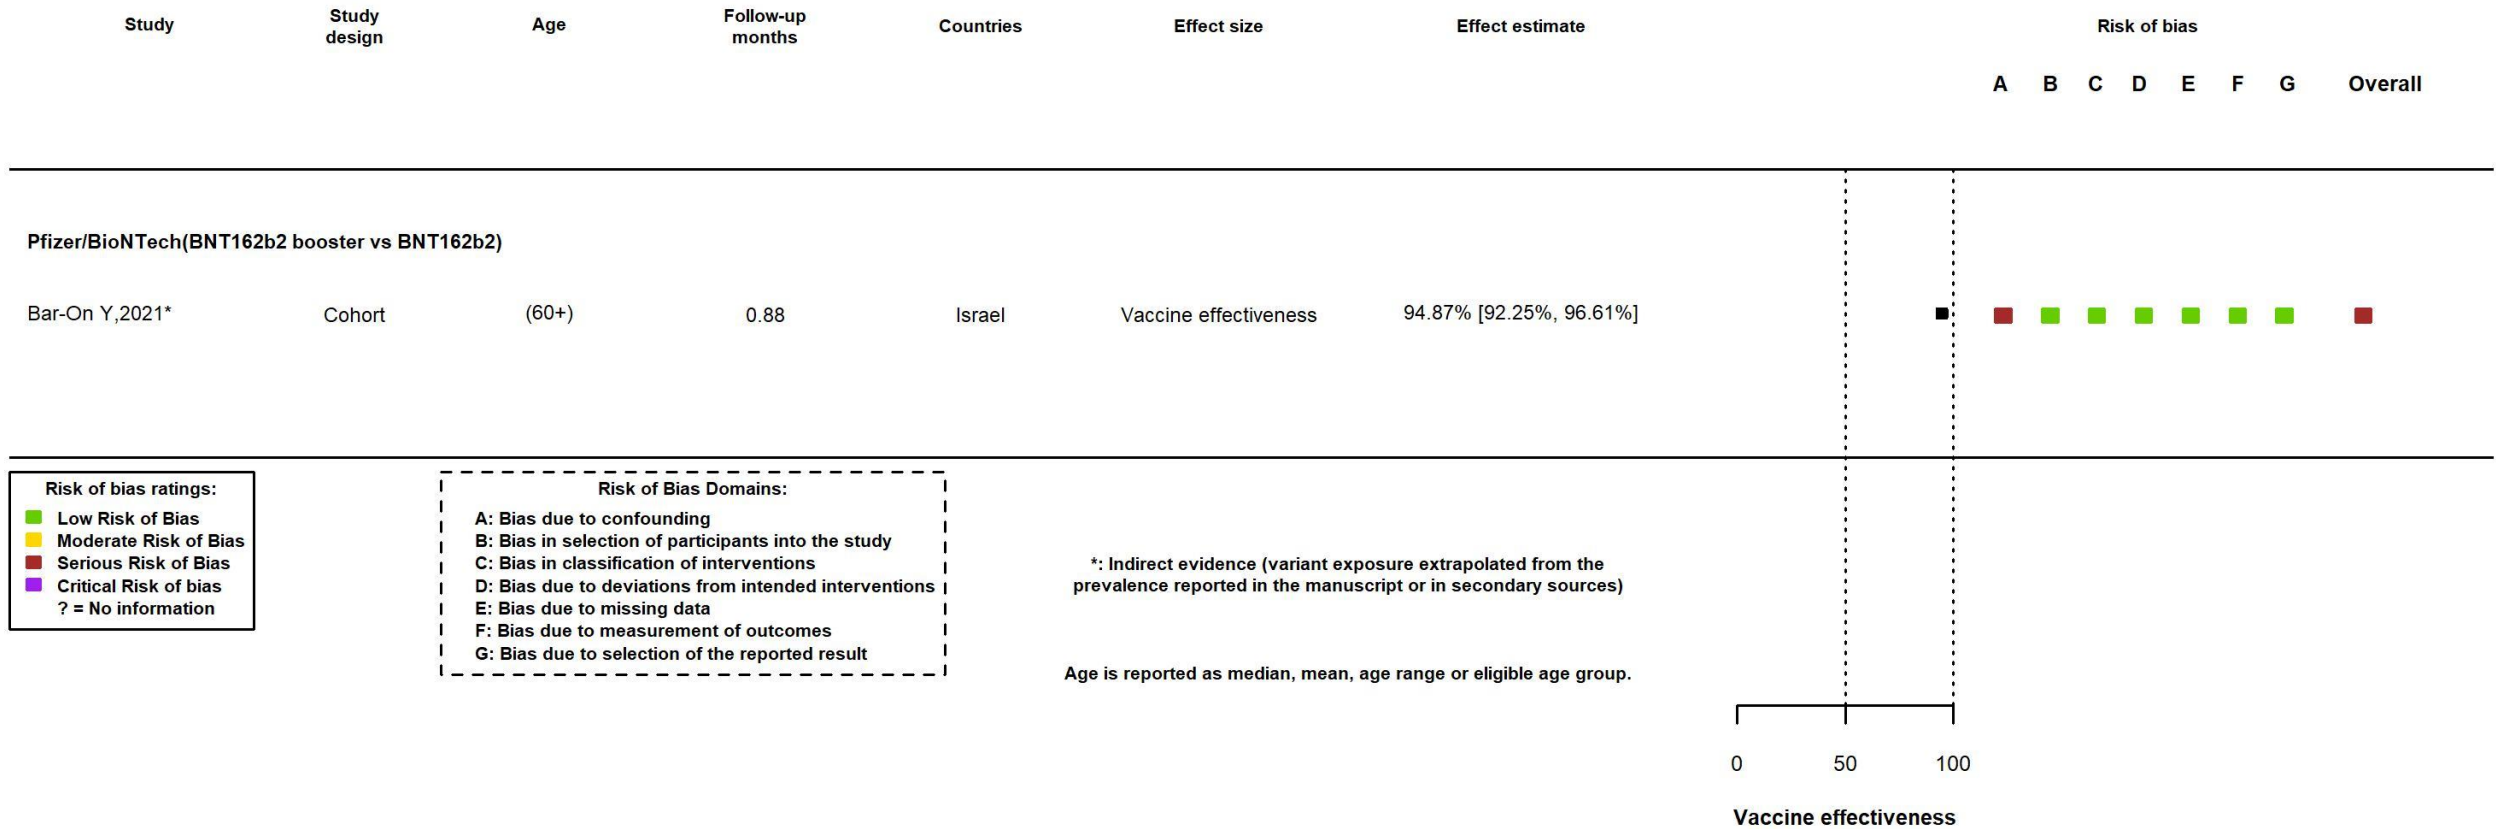 Study Study design Age Follow-up months Countries Effect size Effect estimate Risk of bias
A B C D E F G Overall
Pfizer/BioNTech(BNT162b2 booster vs BNT162b2)
Bar-On Y,2021* Cohort (60+) 0.88 Israel Vaccine effectiveness 94.87% [92.25%, 96.61%]
Risk of bias ratings:
Low Risk of Bias
Moderate Risk of Bias
Serious Risk of Bias
Critical Risk of bias
? = No information
Risk of Bias Domains:
A: Bias due to confounding
B: Bias in selection of participants into the study
C: Bias in classification of interventions
D: Bias due to deviations from intended interventions
E: Bias due to missing data
F: Bias due to measurement of outcomes
G: Bias due to selection of the reported result
*: Indirect evidence (variant exposure extrapolated from the
prevalence reported in the manuscript or in secondary sources)
Age is reported as median, mean, age range or eligible age group.
0 50 100
Vaccine effectiveness